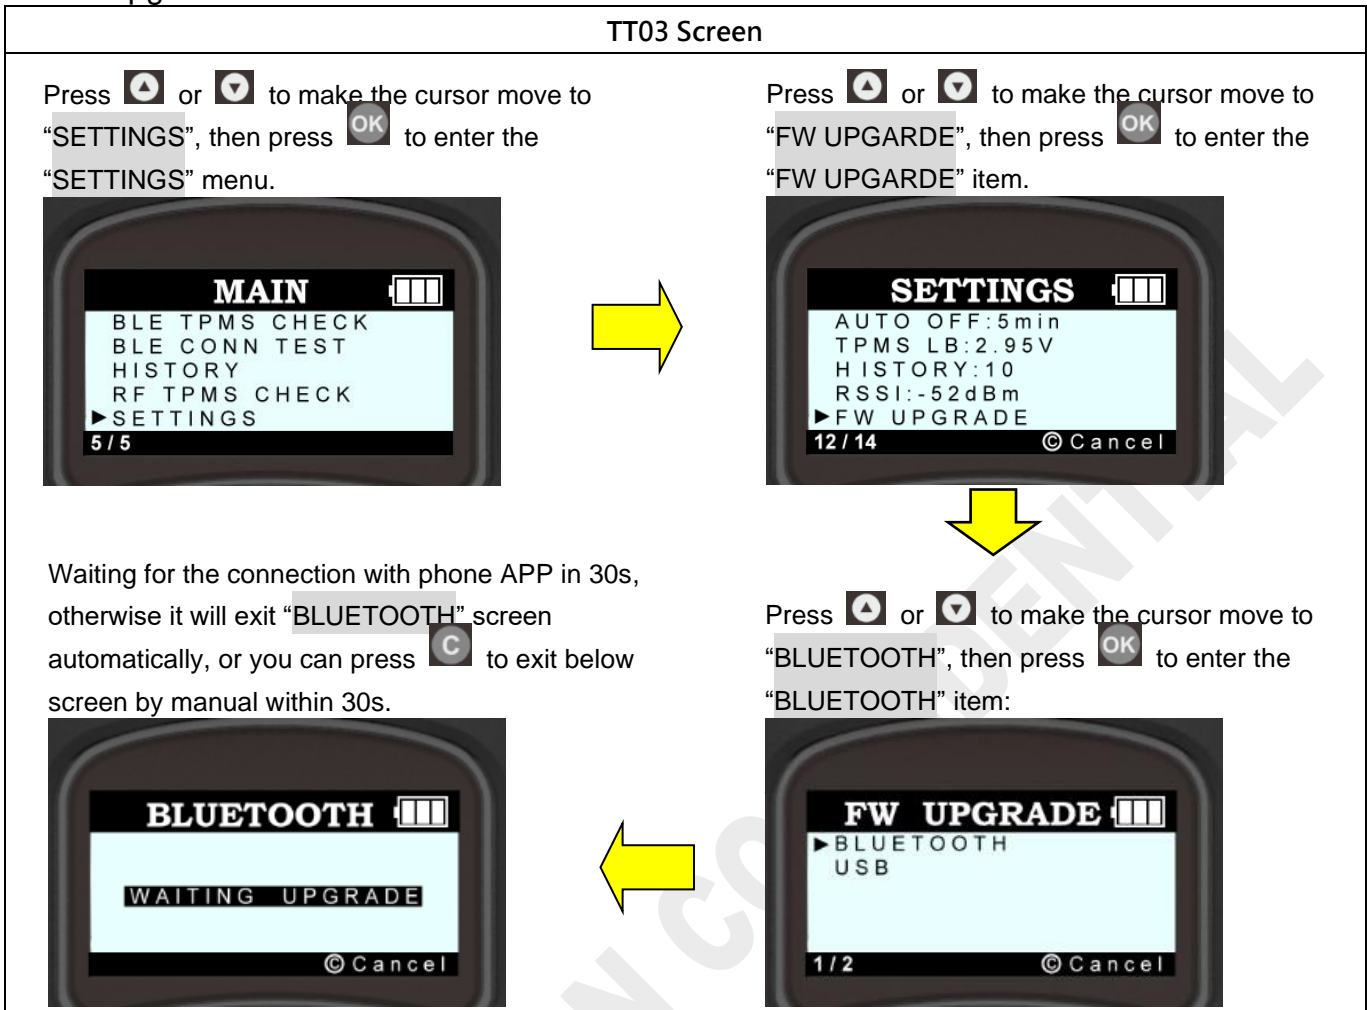 TT03 Screen
Press or to make the cursor move to
“SETTINGS”, then press OK to enter the
“SETTINGS” menu.
MAIN
BLE TPMS CHECK
BLE CONN TEST
HISTORY
RF TPMS CHECK
►SETTINGS
5/5
Press or to make the cursor move to
“FW UPGARDE”, then press OK to enter the
“FW UPGARDE” item.
SETTINGS
AUTO OFF:5min
TPMS LB:2.95V
HISTORY:10
RSSI:-52dBm
►FW UPGRADE
12/14 © Cancel
Press or to make the cursor move to
“BLUETOOTH”, then press OK to enter the
“BLUETOOTH” item:
FW UPGRADE
►BLUETOOTH
USB
1/2 © Cancel
Waiting for the connection with phone APP in 30s,
otherwise it will exit “BLUETOOTH” screen
automatically, or you can press C to exit below
screen by manual within 30s.
BLUETOOTH
WAITING UPGRADE
© Cancel